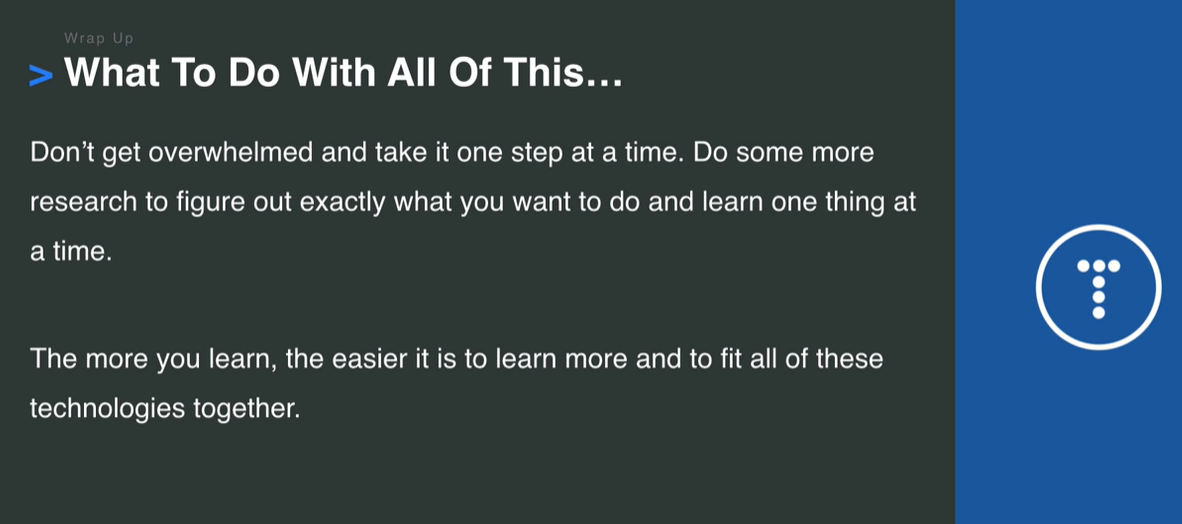 Wrap Up
> What To Do With All Of This...
Don’t get overwhelmed and take it one step at a time. Do some more
research to figure out exactly what you want to do and learn one thing at
a time.
The more you learn, the easier it is to learn more and to fit all of these
technologies together.
T